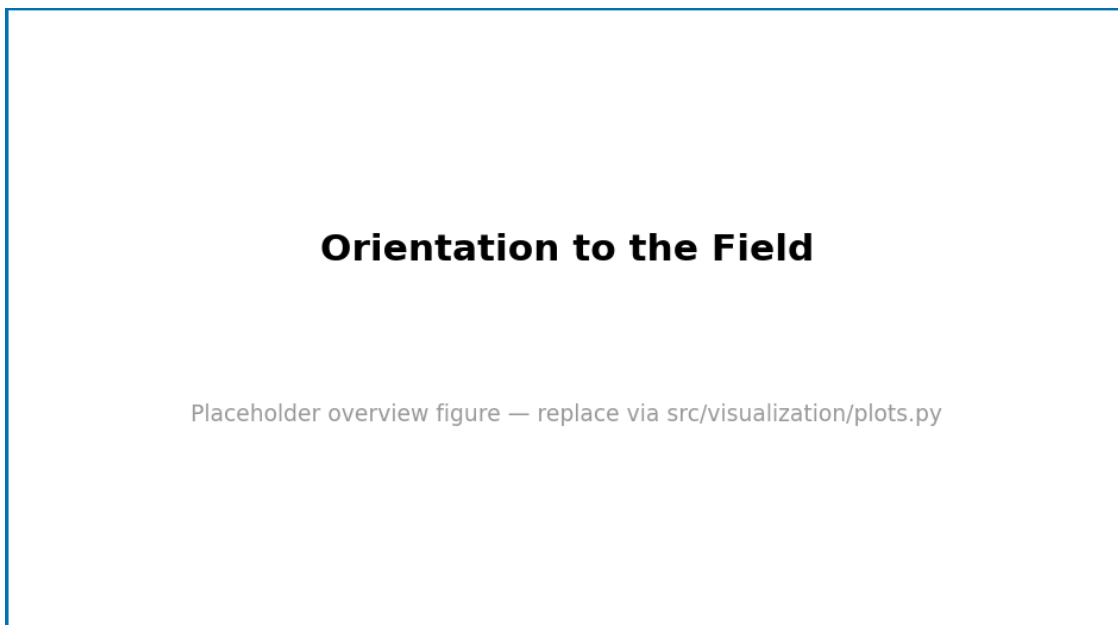 Orientation to the Field
Placeholder overview figure — replace via src/visualization/plots.py